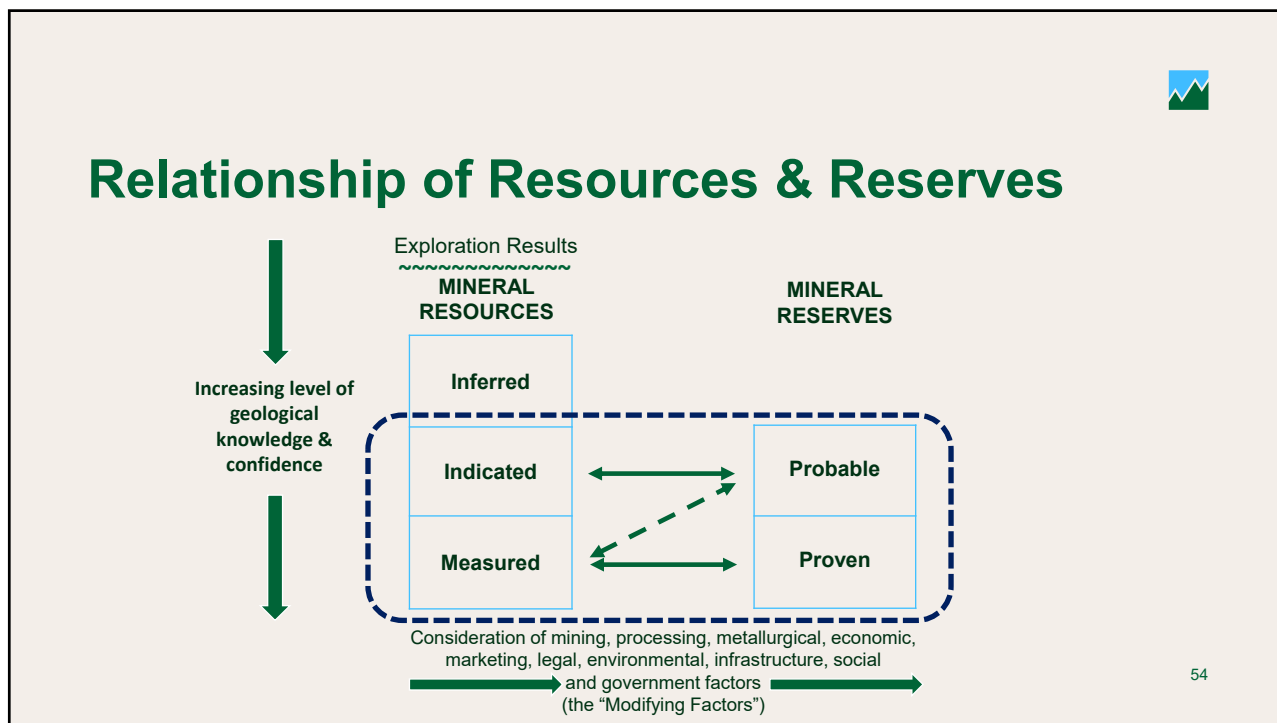 Relationship of Resources & Reserves
Exploration Results
~~~~~~~~~~~~~
MINERAL
RESOURCES
MINERAL
RESERVES
Increasing level of
geological
knowledge &
confidence
Inferred
Indicated
Measured
Probable
Proven
Consideration of mining, processing, metallurgical, economic,
marketing, legal, environmental, infrastructure, social
and government factors
(the “Modifying Factors”)
54